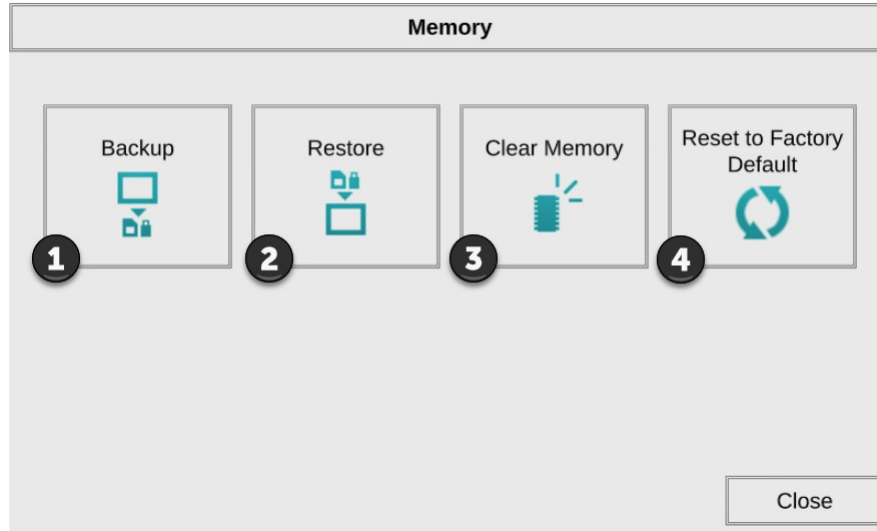 Memory
Backup
Restore
Clear Memory
Reset to Factory
Default
1
2
3
4
Close